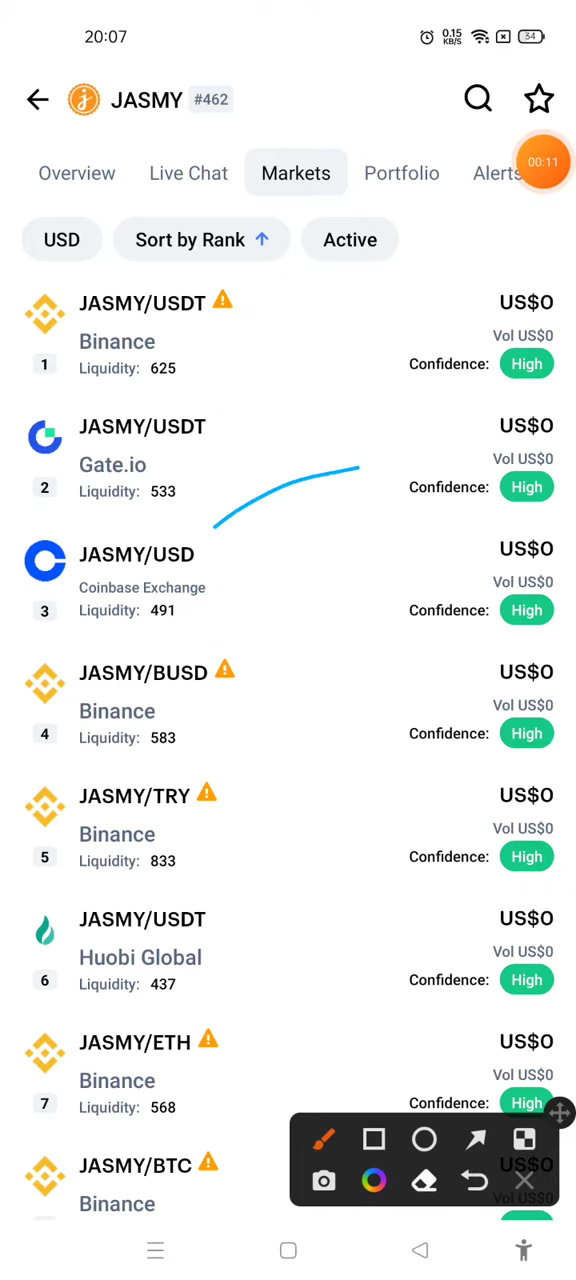 20:07
0.15 KB/S
34
JASMY #462
00:11
Overview Live Chat Markets Portfolio Alerts
USD Sort by Rank Active
JASMY/USDT US$0
Binance Vol US$0
1 Liquidity: 625 Confidence: High
JASMY/USDT US$0
Gate.io Vol US$0
2 Liquidity: 533 Confidence: High
JASMY/USD US$0
Coinbase Exchange Vol US$0
3 Liquidity: 491 Confidence: High
JASMY/BUSD US$0
Binance Vol US$0
4 Liquidity: 583 Confidence: High
JASMY/TRY US$0
Binance Vol US$0
5 Liquidity: 833 Confidence: High
JASMY/USDT US$0
Huobi Global Vol US$0
6 Liquidity: 437 Confidence: High
JASMY/ETH US$0
Binance Vol US$0
7 Liquidity: 568 Confidence: High
JASMY/BTC US$0
Binance Vol US$0